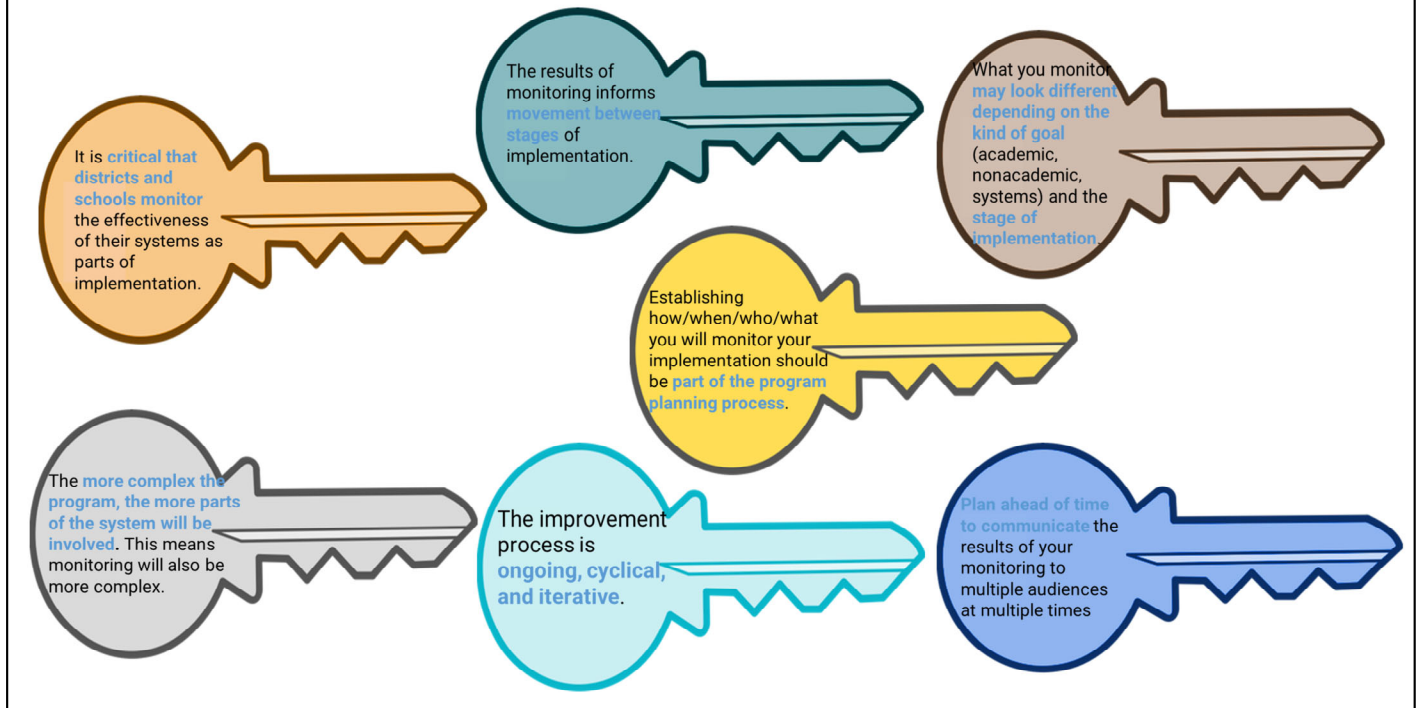 It is critical that
districts and
schools monitor
the effectiveness
of their systems as
parts of
implementation.
The results of
monitoring informs
movement between
stages of
implementation.
What you monitor
may look different
depending on the
kind of goal
(academic,
nonacademic,
systems) and the
stage of
implementation.
Establishing
how/when/who/what
you will monitor your
implementation should
be part of the program
planning process.
The more complex the
program, the more parts
of the system will be
involved. This means
monitoring will also be
more complex.
The improvement
process is
ongoing, cyclical,
and iterative.
Plan ahead of time
to communicate the
results of your
monitoring to
multiple audiences
at multiple times